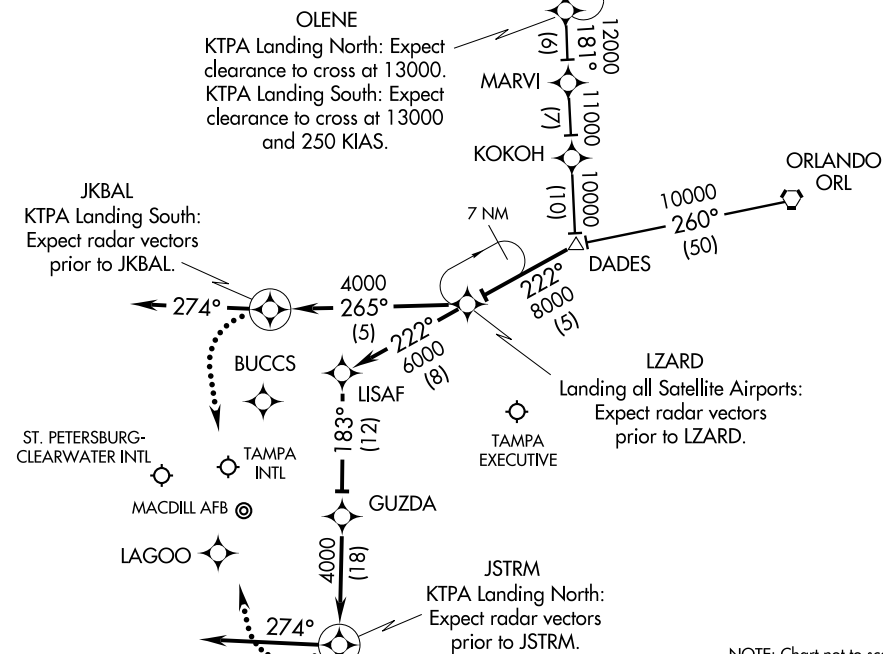 OLENE
KTPA Landing North: Expect
clearance to cross at 13000.
KTPA Landing South: Expect
clearance to cross at 13000
and 250 KIAS.
12000
181°
(6)
MARVI
11000
(7)
KOKOH
10000
(10)
ORLANDO
ORL
10000
260°
(50)
DADES
7 NM
222°
8000
(5)
JKBAL
KTPA Landing South:
Expect radar vectors
prior to JKBAL.
274°
4000
265°
(5)
222°
6000
(8)
LZARD
Landing all Satellite Airports:
Expect radar vectors
prior to LZARD.
BUCCS
LISAF
183°
(12)
TAMPA
EXECUTIVE
ST. PETERSBURG-
CLEARWATER INTL
TAMPA
INTL
MACDILL AFB
GUZDA
LAGOO
4000
(18)
JSTRM
KTPA Landing North:
Expect radar vectors
prior to JSTRM.
274°